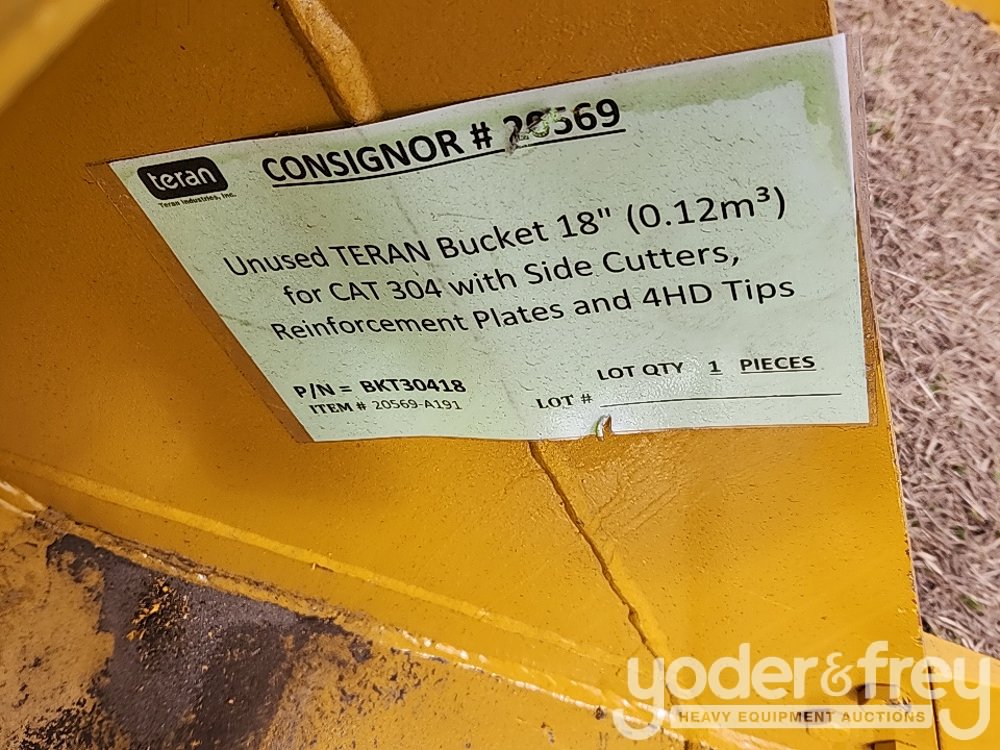 teran
Teran Industries, Inc.
CONSIGNOR # 20569
Unused TERAN Bucket 18" (0.12m³)
for CAT 304 with Side Cutters,
Reinforcement Plates and 4HD Tips
P/N = BKT30418
ITEM # 20569-A191
LOT QTY 1 PIECES
LOT #
yoder&frey
HEAVY EQUIPMENT AUCTIONS